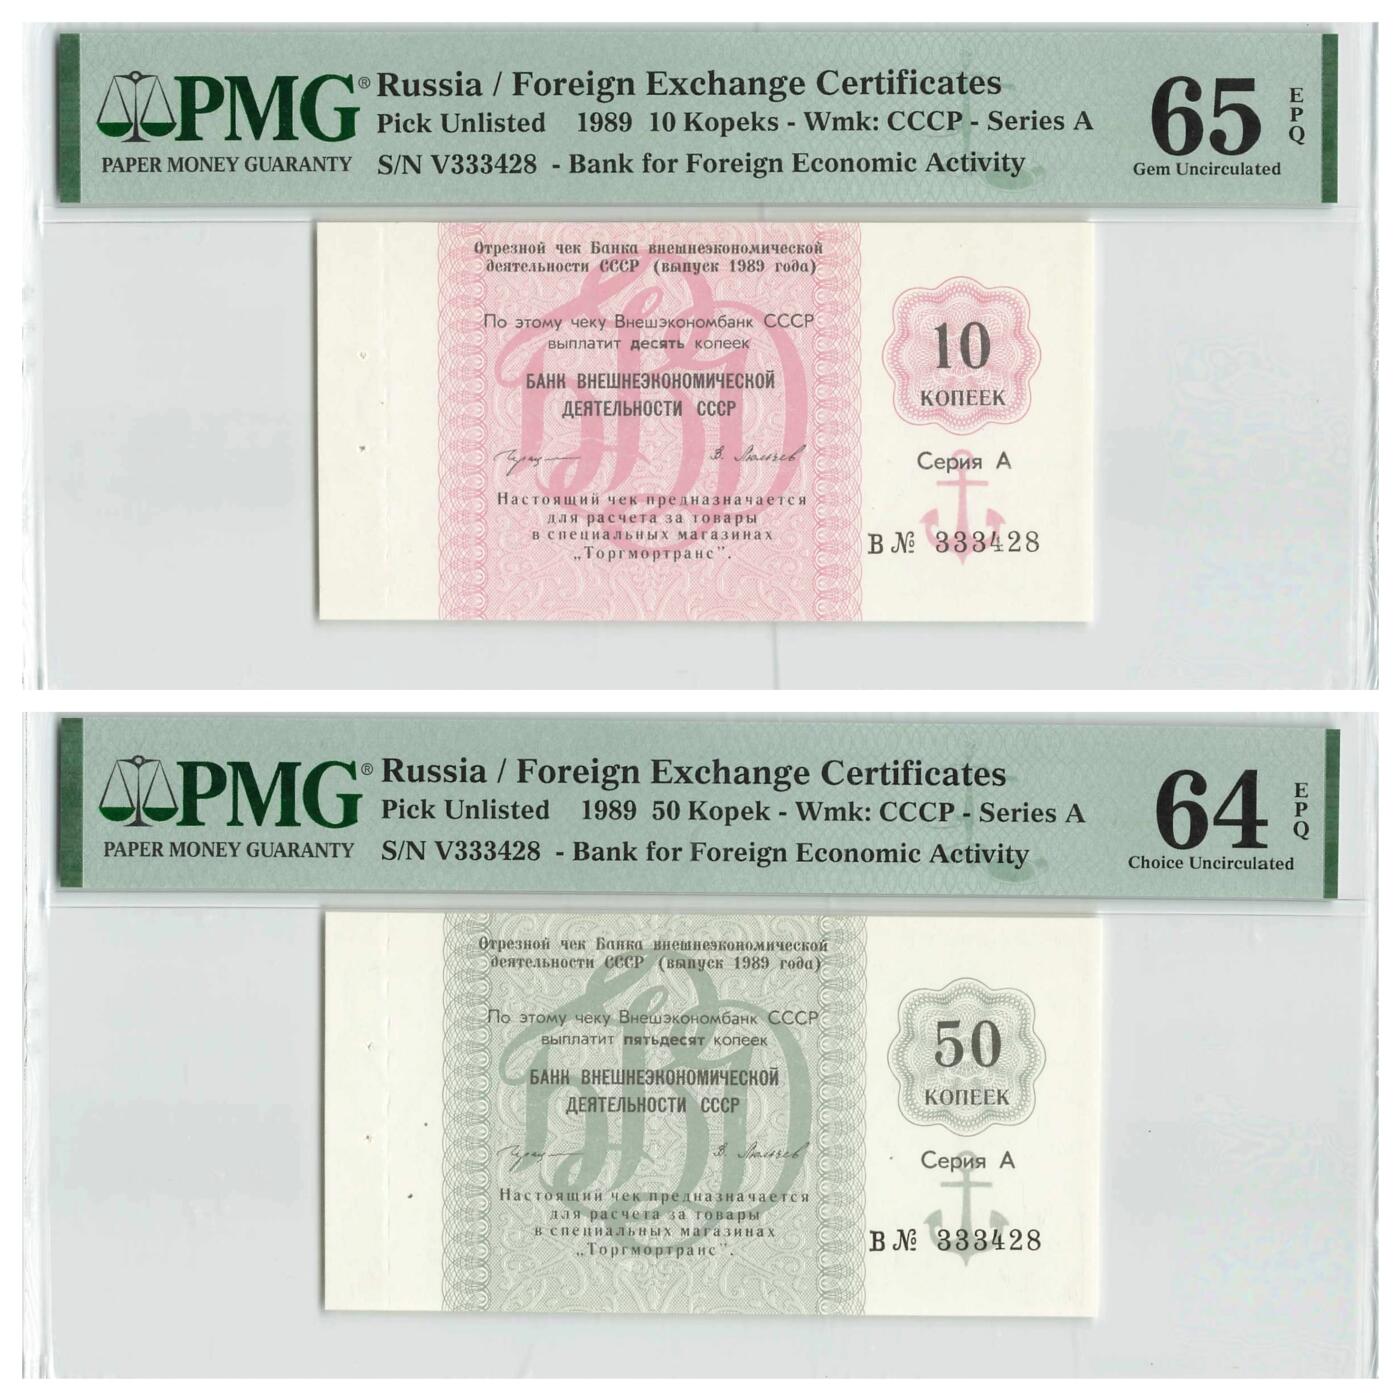 PMG®
PAPER MONEY GUARANTY
Russia / Foreign Exchange Certificates
Pick Unlisted 1989 10 Kopeks - Wmk: CCCP - Series A
S/N V333428 - Bank for Foreign Economic Activity
65
EPQ
Gem Uncirculated
Отрезной чек Банка внешнеэкономической
деятельности СССР (выпуск 1989 года)
По этому чеку Внешэкономбанк СССР
выплатит десять копеек
БАНК ВНЕШНЕЭКОНОМИЧЕСКОЙ
ДЕЯТЕЛЬНОСТИ СССР
Настоящий чек предназначается
для расчета за товары
в специальных магазинах
„Торгмортранс".
10
КОПЕЕК
Серия А
В № 333428
PMG®
PAPER MONEY GUARANTY
Russia / Foreign Exchange Certificates
Pick Unlisted 1989 50 Kopek - Wmk: CCCP - Series A
S/N V333428 - Bank for Foreign Economic Activity
64
EPQ
Choice Uncirculated
Отрезной чек Банка внешнеэкономической
деятельности СССР (выпуск 1989 года)
По этому чеку Внешэкономбанк СССР
выплатит пятьдесят копеек
БАНК ВНЕШНЕЭКОНОМИЧЕСКОЙ
ДЕЯТЕЛЬНОСТИ СССР
Настоящий чек предназначается
для расчета за товары
в специальных магазинах
„Торгмортранс".
50
КОПЕЕК
Серия А
В № 333428